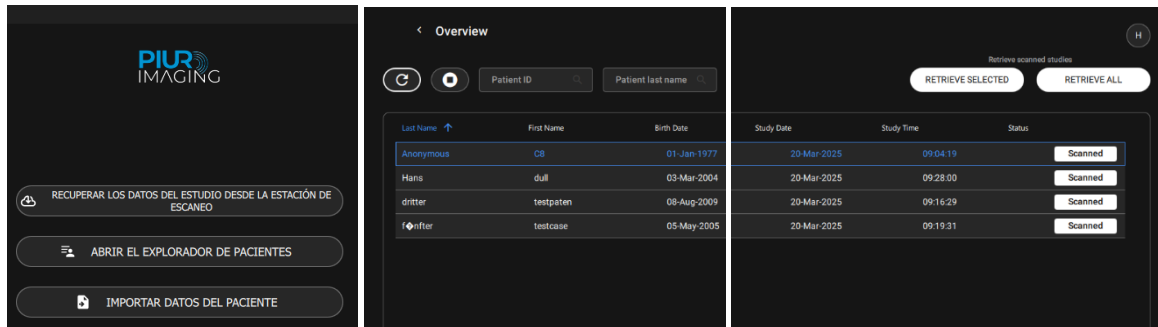 PIUR
IMAGING
RECUPERAR LOS DATOS DEL ESTUDIO DESDE LA ESTACIÓN DE
ESCANEO
ABRIR EL EXPLORADOR DE PACIENTES
IMPORTAR DATOS DEL PACIENTE
Overview
H
Retrieve scanned studies
Patient ID Patient last name RETRIEVE SELECTED RETRIEVE ALL
Last Name First Name Birth Date Study Date Study Time Status
Anonymous C8 01-Jan-1977 20-Mar-2025 09:04:19 Scanned
Hans dull 03-Mar-2004 20-Mar-2025 09:28:00 Scanned
dritter testpaten 08-Aug-2009 20-Mar-2025 09:16:29 Scanned
f�nfter testcase 05-May-2005 20-Mar-2025 09:19:31 Scanned